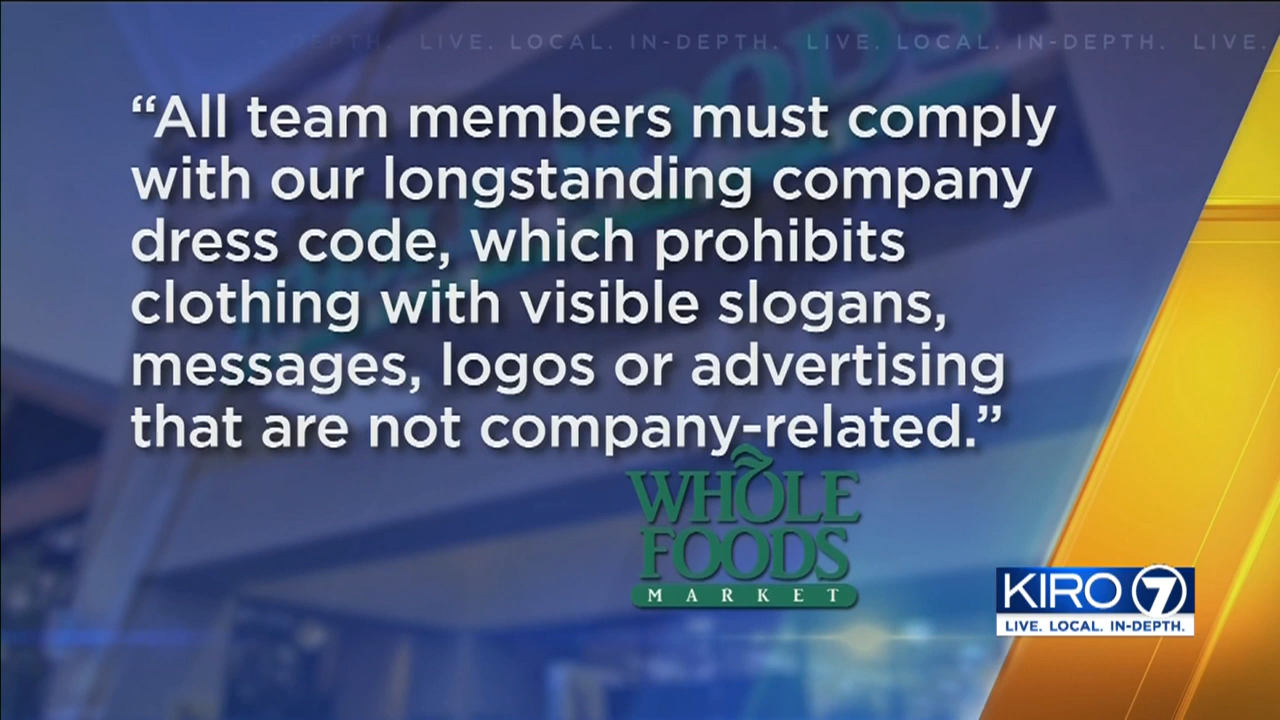 DEPTH. LIVE. LOCAL. IN-DEPTH. LIVE. LOCAL. IN-DEPTH. LIVE.
“All team members must comply
with our longstanding company
dress code, which prohibits
clothing with visible slogans,
messages, logos or advertising
that are not company-related.”
WHOLE
FOODS
MARKET
KIRO 7
LIVE. LOCAL. IN-DEPTH.